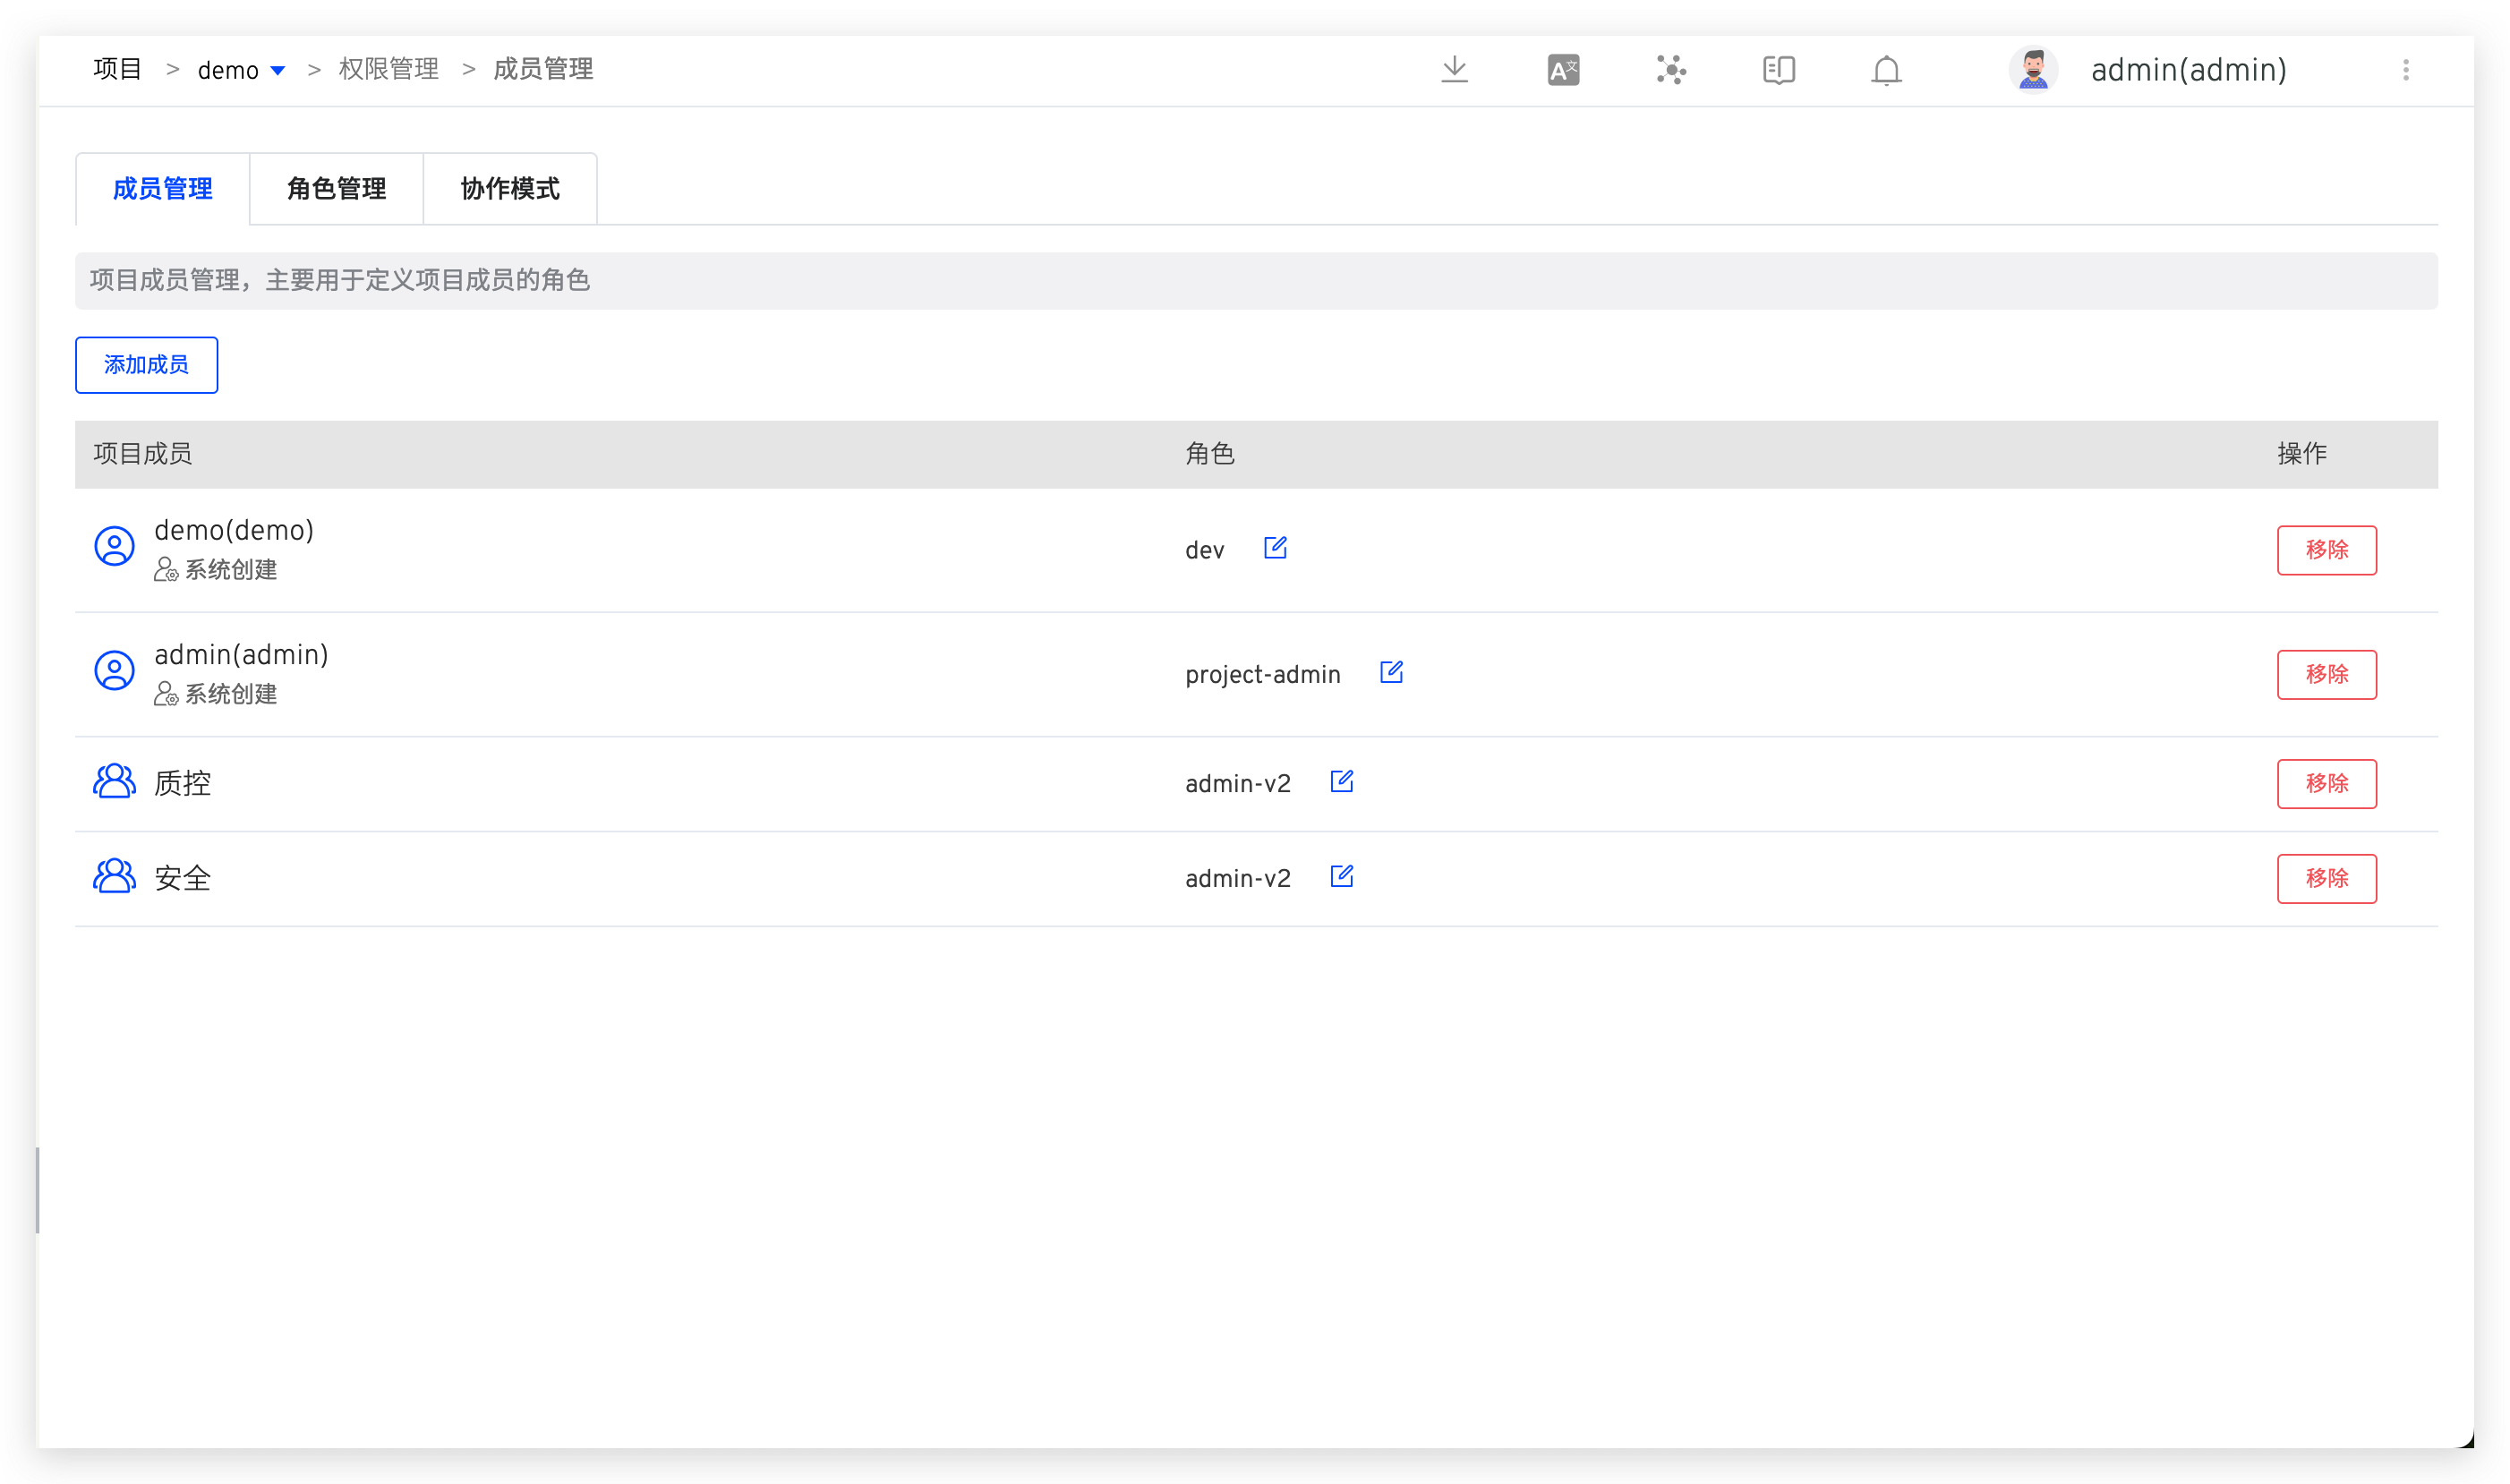 项目 > demo > 权限管理 > 成员管理
admin(admin)
成员管理 角色管理 协作模式
项目成员管理，主要用于定义项目成员的角色
添加成员
项目成员 角色 操作
demo(demo)
系统创建
dev
移除
admin(admin)
系统创建
project-admin
移除
质控 admin-v2 移除
安全 admin-v2 移除